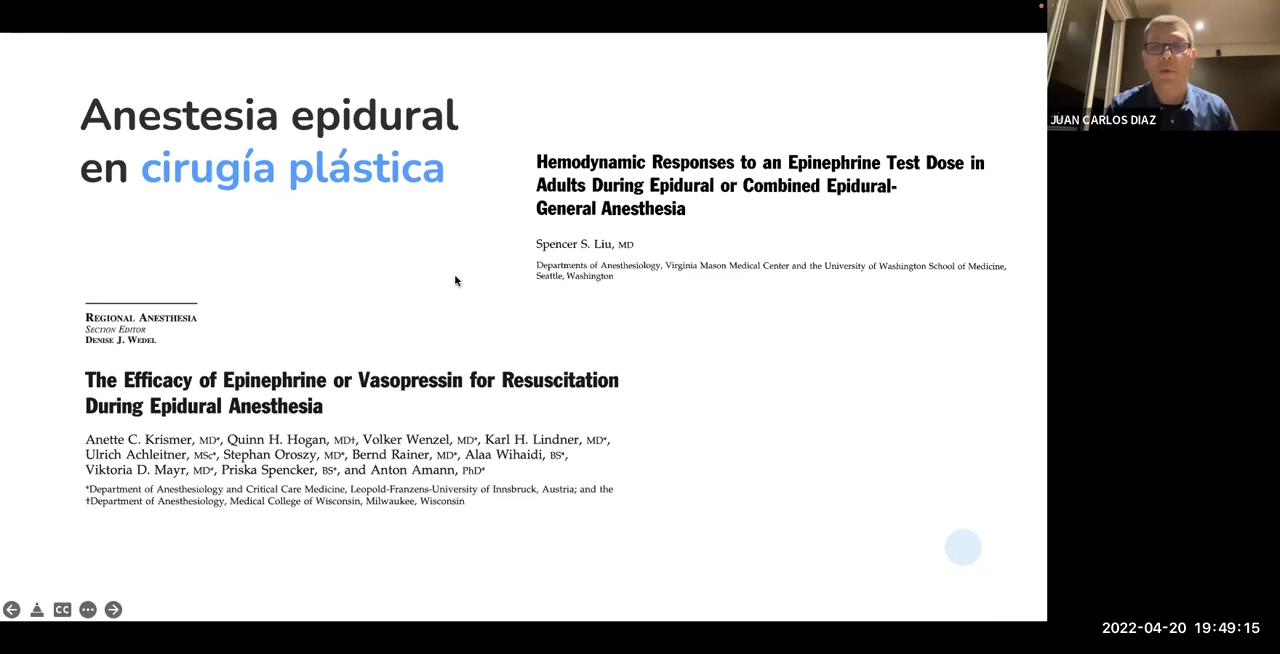 Anestesia epidural
en cirugía plástica
Hemodynamic Responses to an Epinephrine Test Dose in
Adults During Epidural or Combined Epidural-
General Anesthesia
Spencer S. Liu, MD
Departments of Anesthesiology, Virginia Mason Medical Center and the University of Washington School of Medicine,
Seattle, Washington
REGIONAL ANESTHESIA
SECTION EDITOR
DENISE J. WEDEL
The Efficacy of Epinephrine or Vasopressin for Resuscitation
During Epidural Anesthesia
Anette C. Krismer, MD*, Quinn H. Hogan, MD†, Volker Wenzel, MD*, Karl H. Lindner, MD*,
Ulrich Achleitner, MSc*, Stephan Oroszy, MD*, Bernd Rainer, MD*, Alaa Wihaidi, BS*,
Viktoria D. Mayr, MD*, Priska Spencker, BS*, and Anton Amann, PhD*
*Department of Anesthesiology and Critical Care Medicine, Leopold-Franzens-University of Innsbruck, Austria; and the
†Department of Anesthesiology, Medical College of Wisconsin, Milwaukee, Wisconsin
CC
JUAN CARLOS DIAZ
2022-04-20 19:49:15